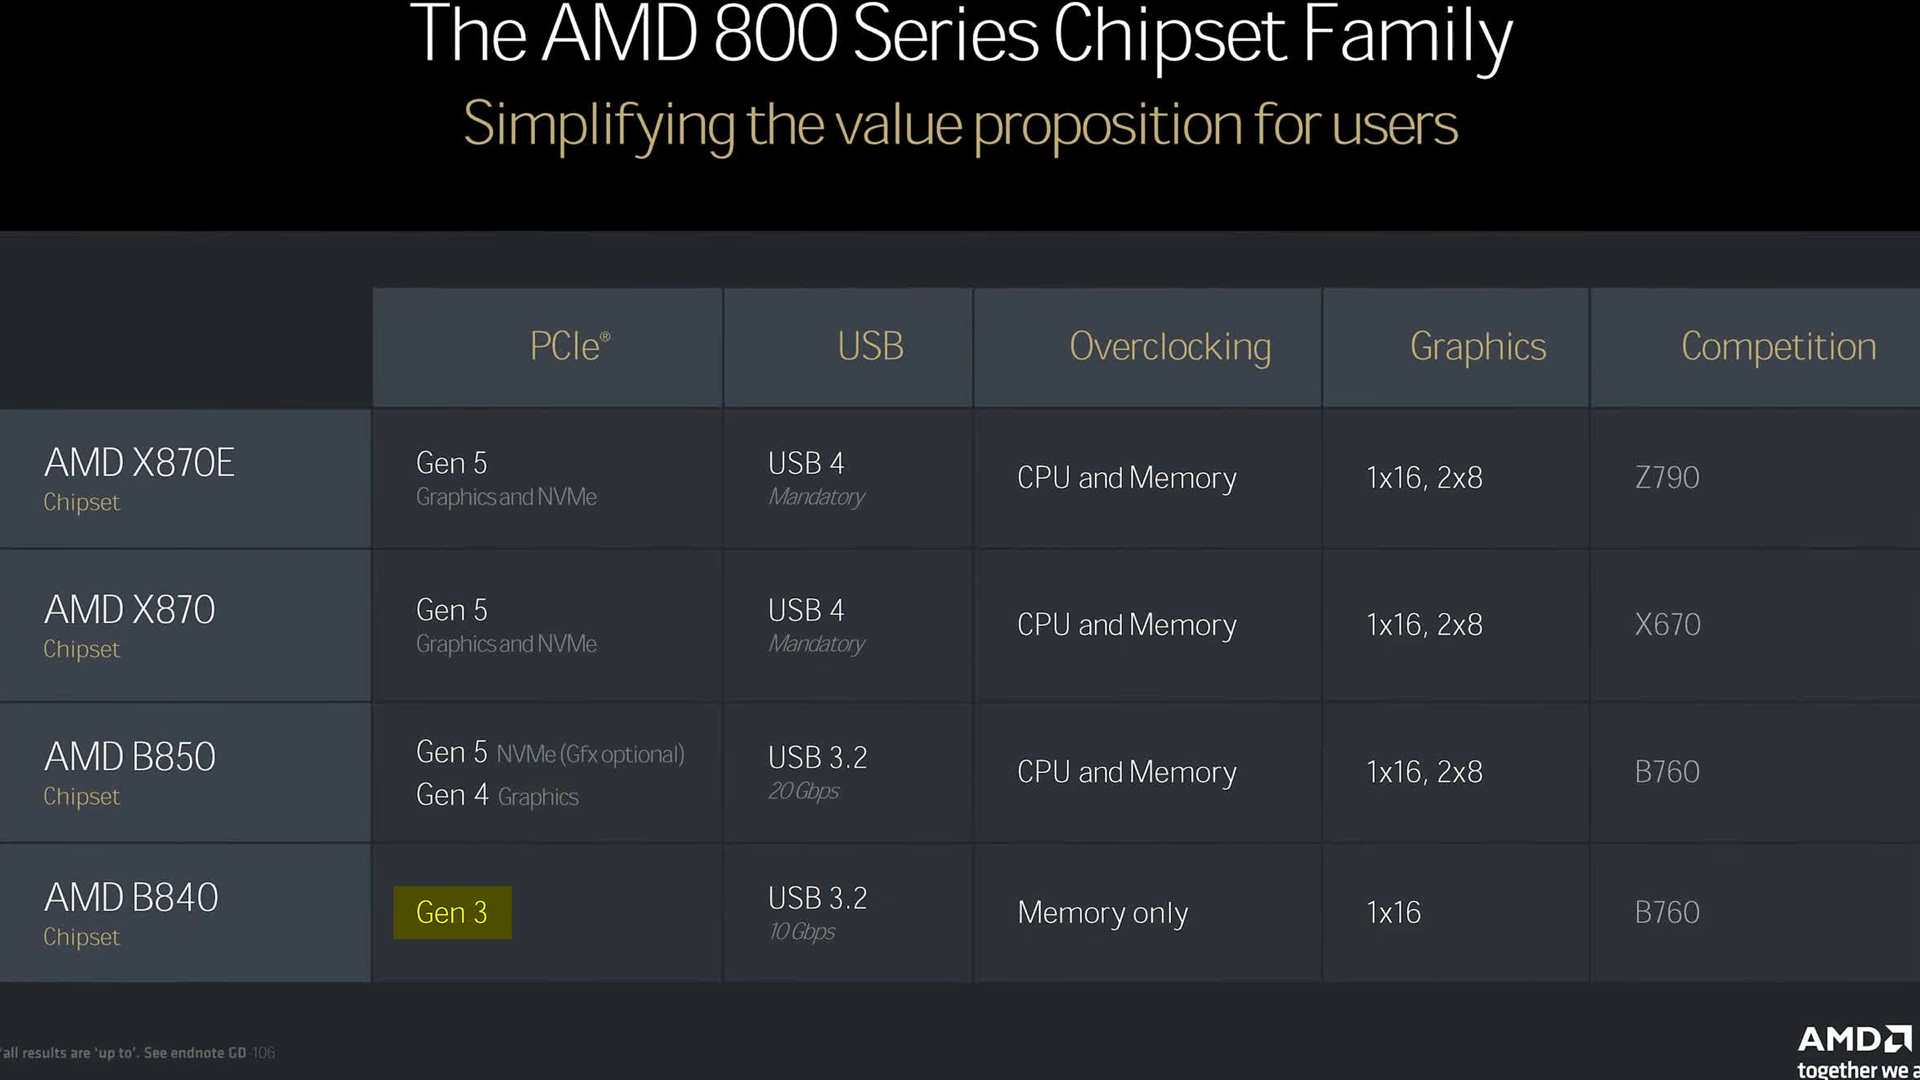 The AMD 800 Series Chipset Family
Simplifying the value proposition for users
PCIe® USB Overclocking Graphics Competition
AMD X870E
Chipset
Gen 5
Graphics and NVMe
USB 4
Mandatory
CPU and Memory
1x16, 2x8
Z790
AMD X870
Chipset
Gen 5
Graphics and NVMe
USB 4
Mandatory
CPU and Memory
1x16, 2x8
X670
AMD B850
Chipset
Gen 5 NVMe (Gfx optional)
Gen 4 Graphics
USB 3.2
20 Gbps
CPU and Memory
1x16, 2x8
B760
AMD B840
Chipset
Gen 3
USB 3.2
10 Gbps
Memory only
1x16
B760
*all results are 'up to'. See endnote GD-106
AMD
together we a